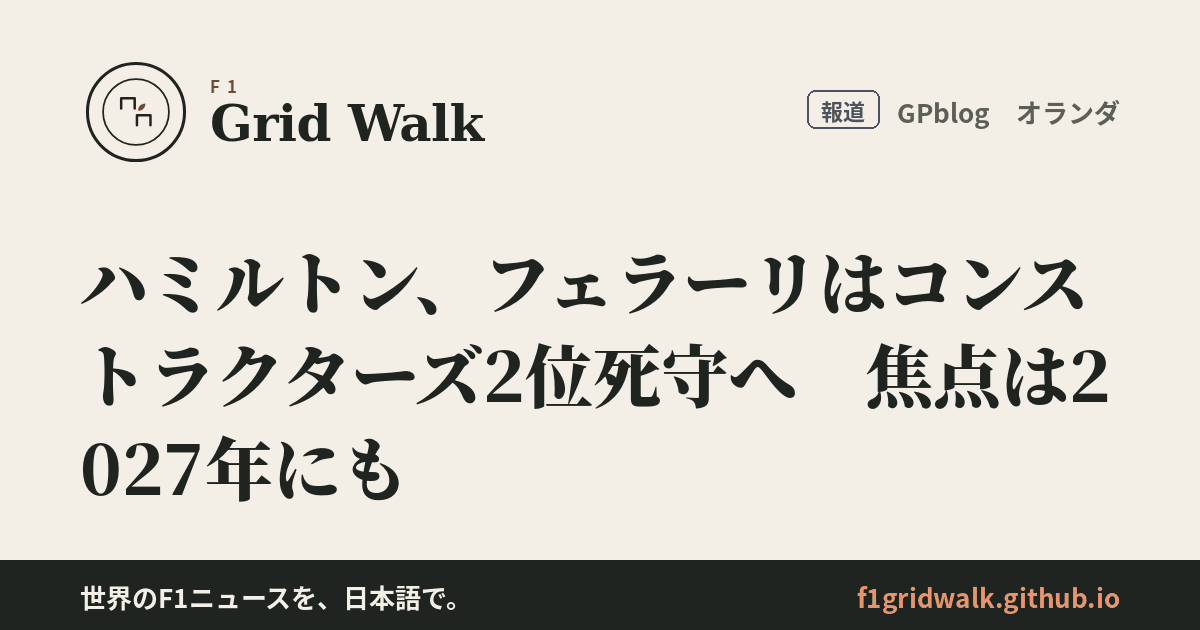 F1
Grid Walk
報道
GPblog　オランダ
ハミルトン、フェラーリはコンス
トラクターズ2位死守へ　焦点は2
027年にも
世界のF1ニュースを、日本語で。
f1gridwalk.github.io